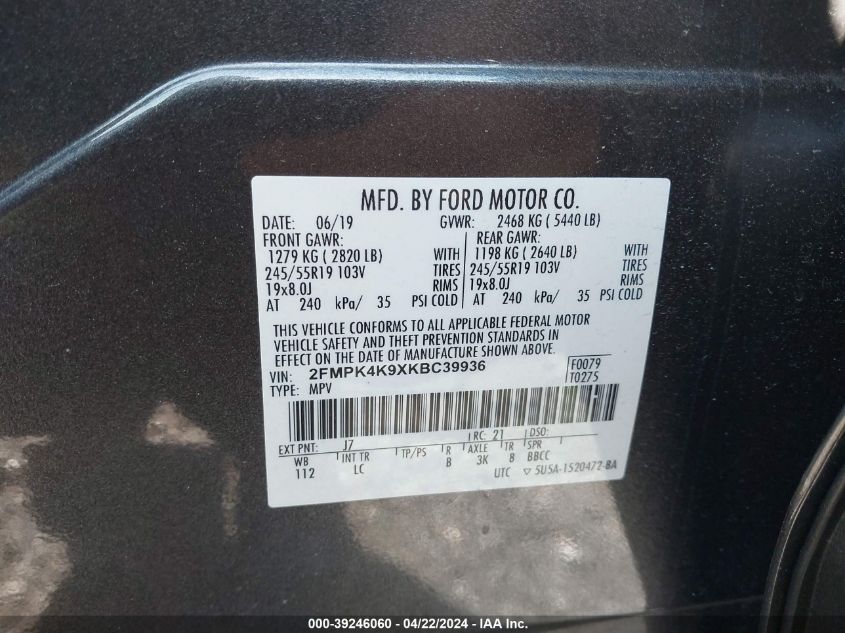 MFD. BY FORD MOTOR CO.
DATE: 06/19 GVWR: 2468 KG ( 5440 LB)
FRONT GAWR: REAR GAWR:
1279 KG ( 2820 LB) WITH 1198 KG ( 2640 LB) WITH
245/55R19 103V TIRES 245/55R19 103V TIRES
19x8.0J RIMS 19x8.0J RIMS
AT 240 kPa/ 35 PSI COLD AT 240 kPa/ 35 PSI COLD
THIS VEHICLE CONFORMS TO ALL APPLICABLE FEDERAL MOTOR
VEHICLE SAFETY AND THEFT PREVENTION STANDARDS IN
EFFECT ON THE DATE OF MANUFACTURE SHOWN ABOVE.
VIN: 2FMPK4K9XKBC39936 F0079
TYPE: MPV T0275
EXT PNT: J7 RC: 21 DSO:
WB INT TR TP/PS R AXLE TR SPR
112 LC B 3K 8 BBCC
UTC ▽ 5U5A-1520472-BA
000-39246060 - 04/22/2024 - IAAI.com